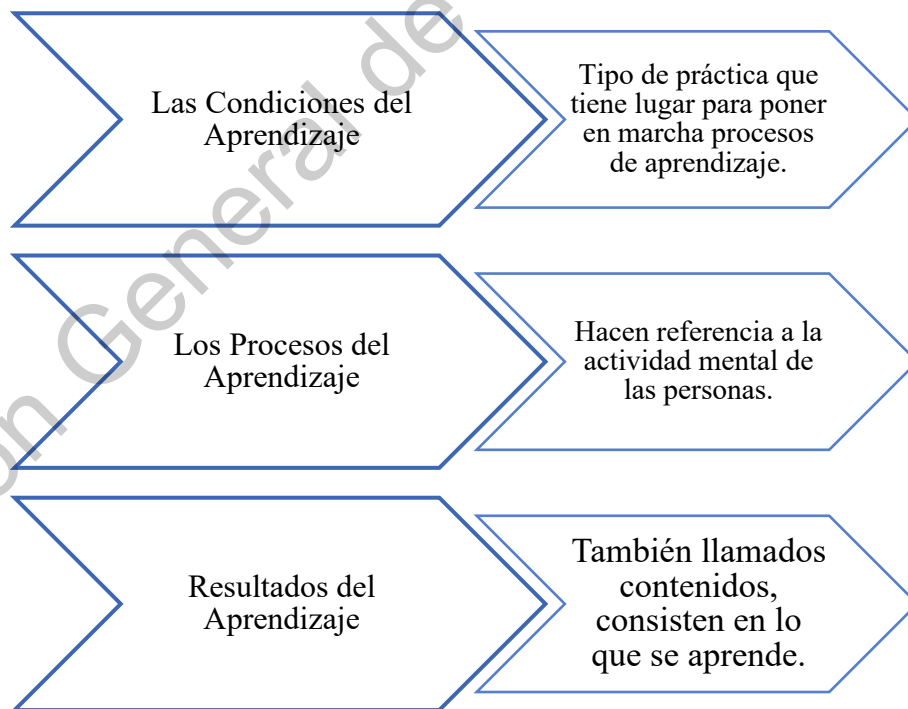 Las Condiciones del
Aprendizaje
Tipo de práctica que
tiene lugar para poner
en marcha procesos
de aprendizaje.
Los Procesos del
Aprendizaje
Hacen referencia a la
actividad mental de
las personas.
Resultados del
Aprendizaje
También llamados
contenidos,
consisten en lo
que se aprende.
General de